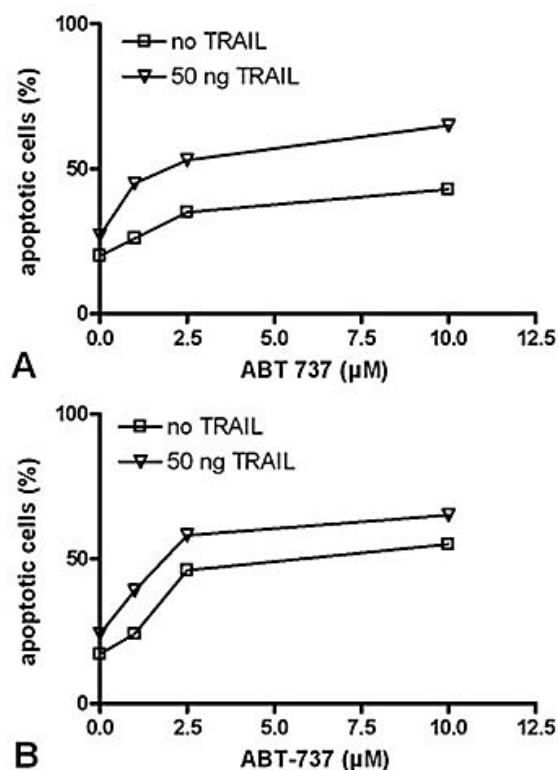 100
no TRAIL
50 ng TRAIL
apoptotic cells (%)
50
0
0.0 2.5 5.0 7.5 10.0 12.5
A
ABT 737 (µM)
100
no TRAIL
50 ng TRAIL
apoptotic cells (%)
50
0
0.0 2.5 5.0 7.5 10.0 12.5
B
ABT-737 (µM)